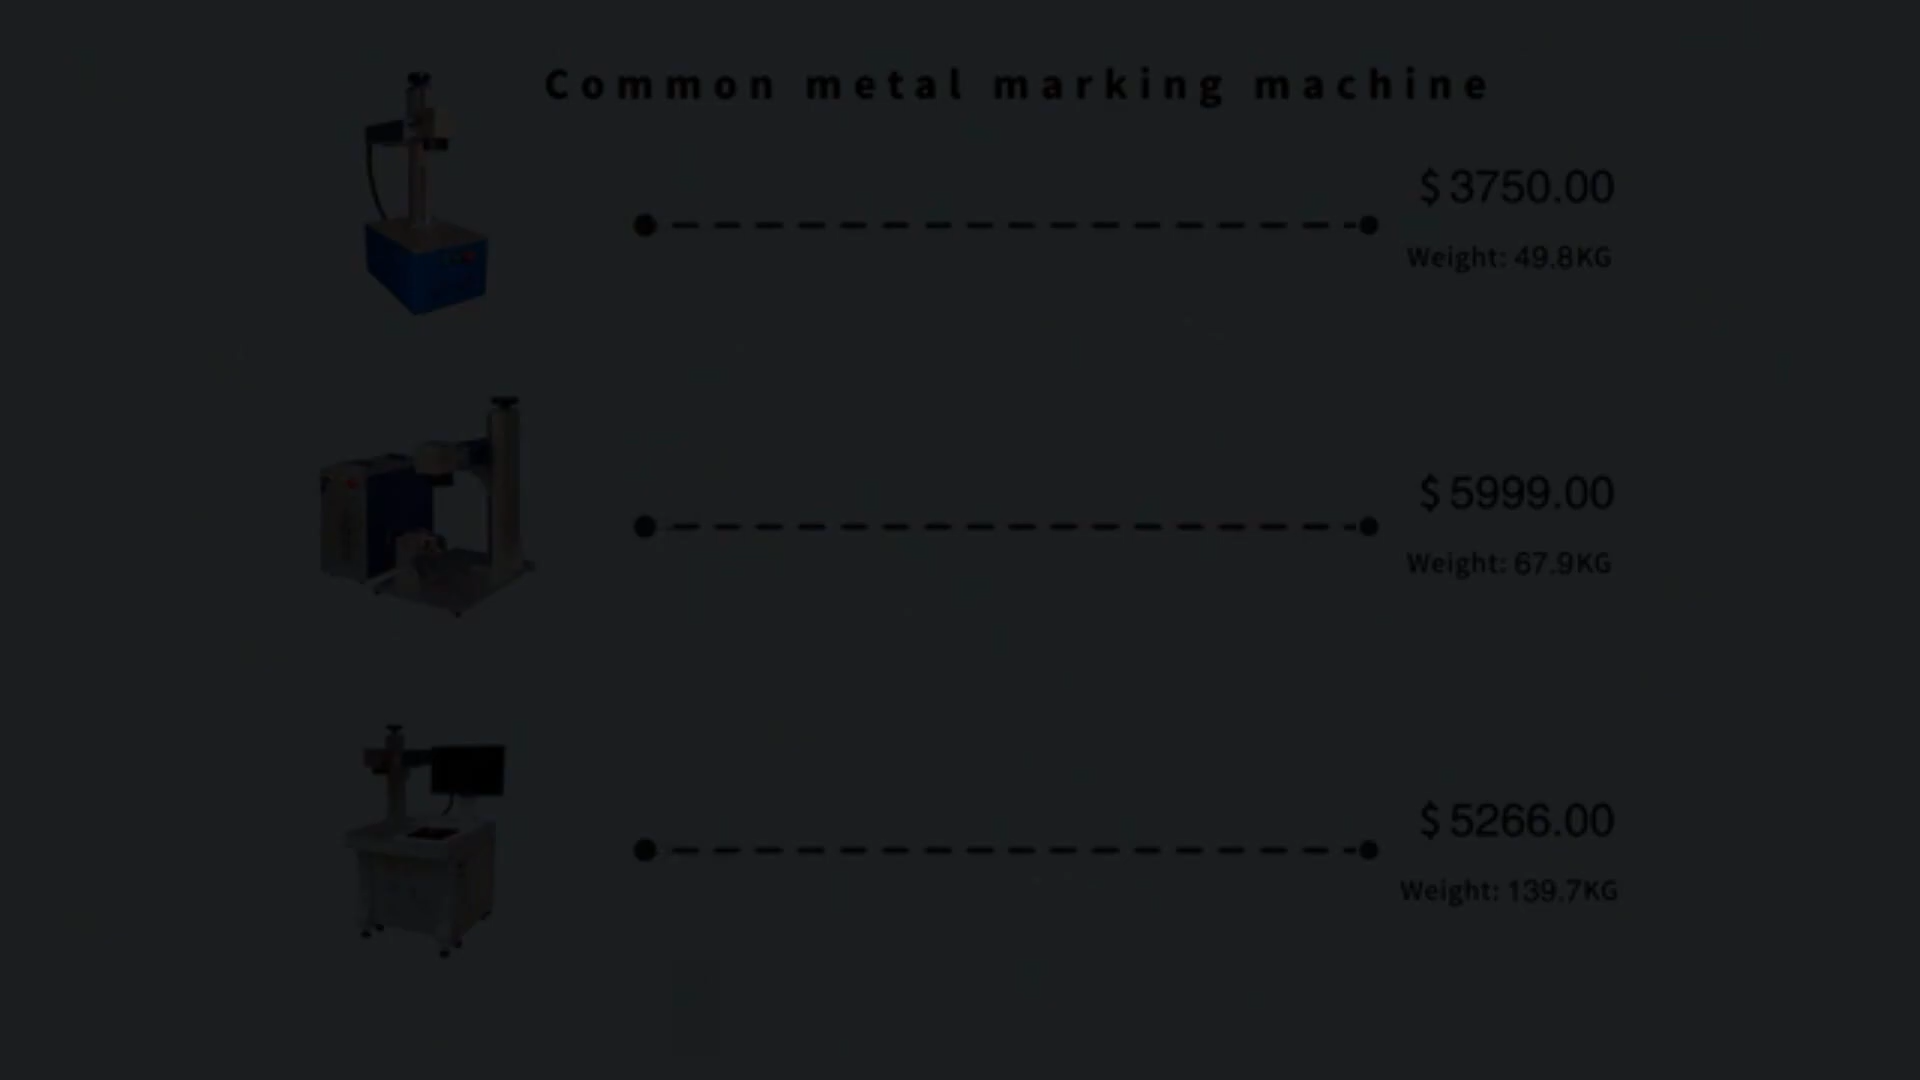 Common metal marking machine
$3750.00
Weight: 49.8KG
$5999.00
Weight: 67.9KG
$5266.00
Weight: 139.7KG